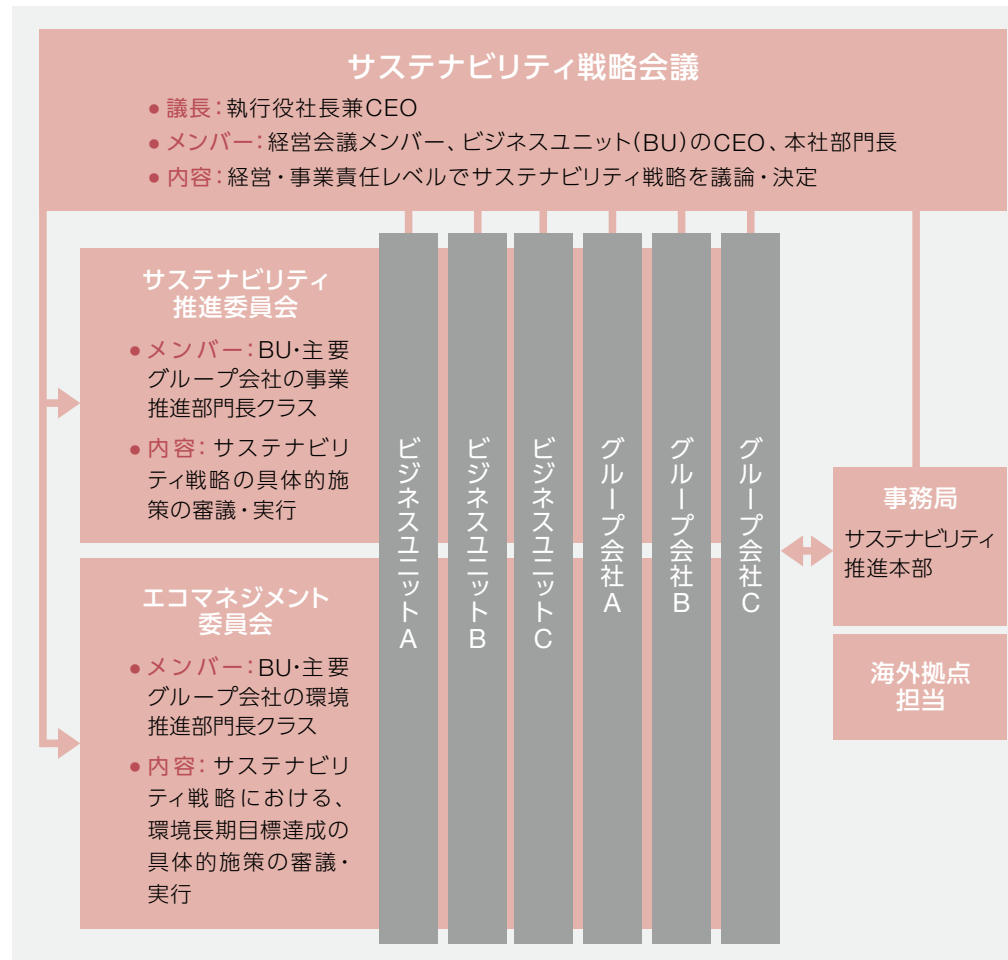 サステナビリティ戦略会議
● 議長：執行役社長兼CEO
● メンバー：経営会議メンバー、ビジネスユニット（BU）のCEO、本社部門長
● 内容：経営・事業責任レベルでサステナビリティ戦略を議論・決定
サステナビリティ
推進委員会
● メンバー：BU・主要
グループ会社の事業
推進部門長クラス
● 内容：サステナビリ
ティ戦略の具体的施
策の審議・実行
エコマネジメント
委員会
● メンバー：BU・主要
グループ会社の環境
推進部門長クラス
● 内容：サステナビリ
ティ戦略における、
環境長期目標達成の
具体的施策の審議・
実行
ビジネスユニットA
ビジネスユニットB
ビジネスユニットC
グループ会社A
グループ会社B
グループ会社C
事務局
サステナビリティ
推進本部
海外拠点
担当